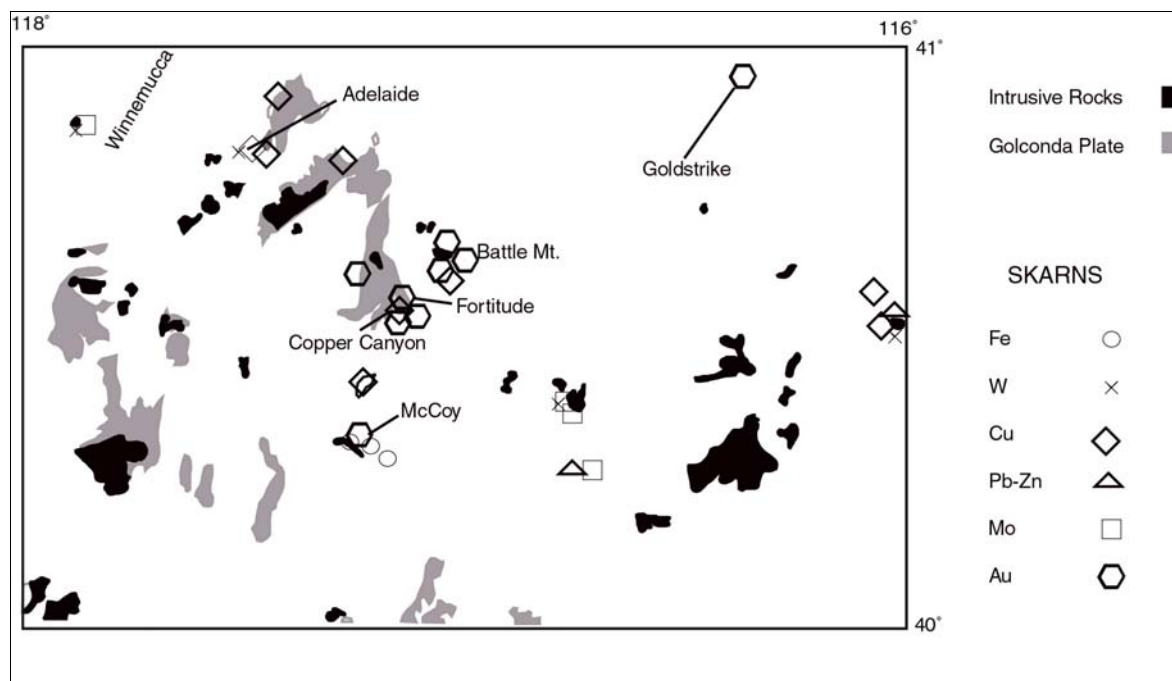 118°
116°
41°
Winnemucca
Adelaide
Goldstrike
Battle Mt.
Fortitude
Copper Canyon
McCoy
40°
Intrusive Rocks
Golconda Plate
SKARNS
Fe
W
Cu
Pb-Zn
Mo
Au